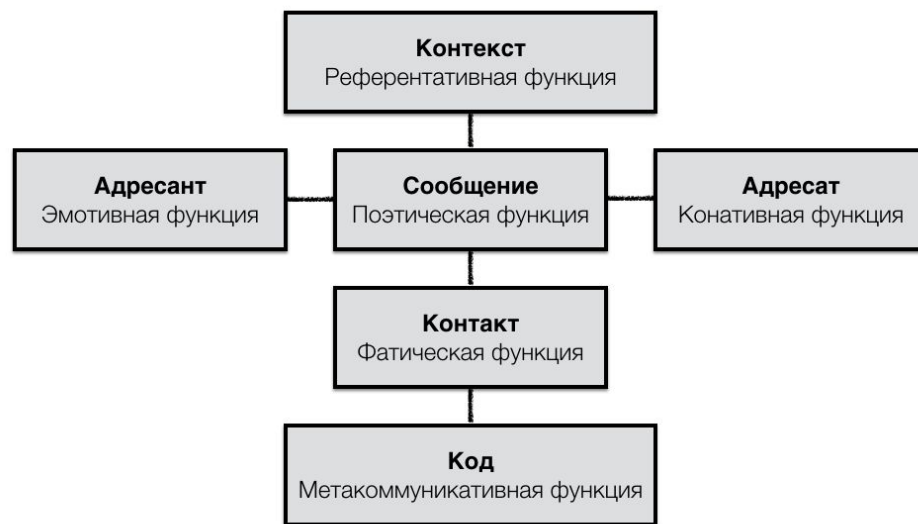 Контекст
Референтативная функция
Адресант
Эмотивная функция
Сообщение
Поэтическая функция
Адресат
Конативная функция
Контакт
Фатическая функция
Код
Метакоммуникативная функция